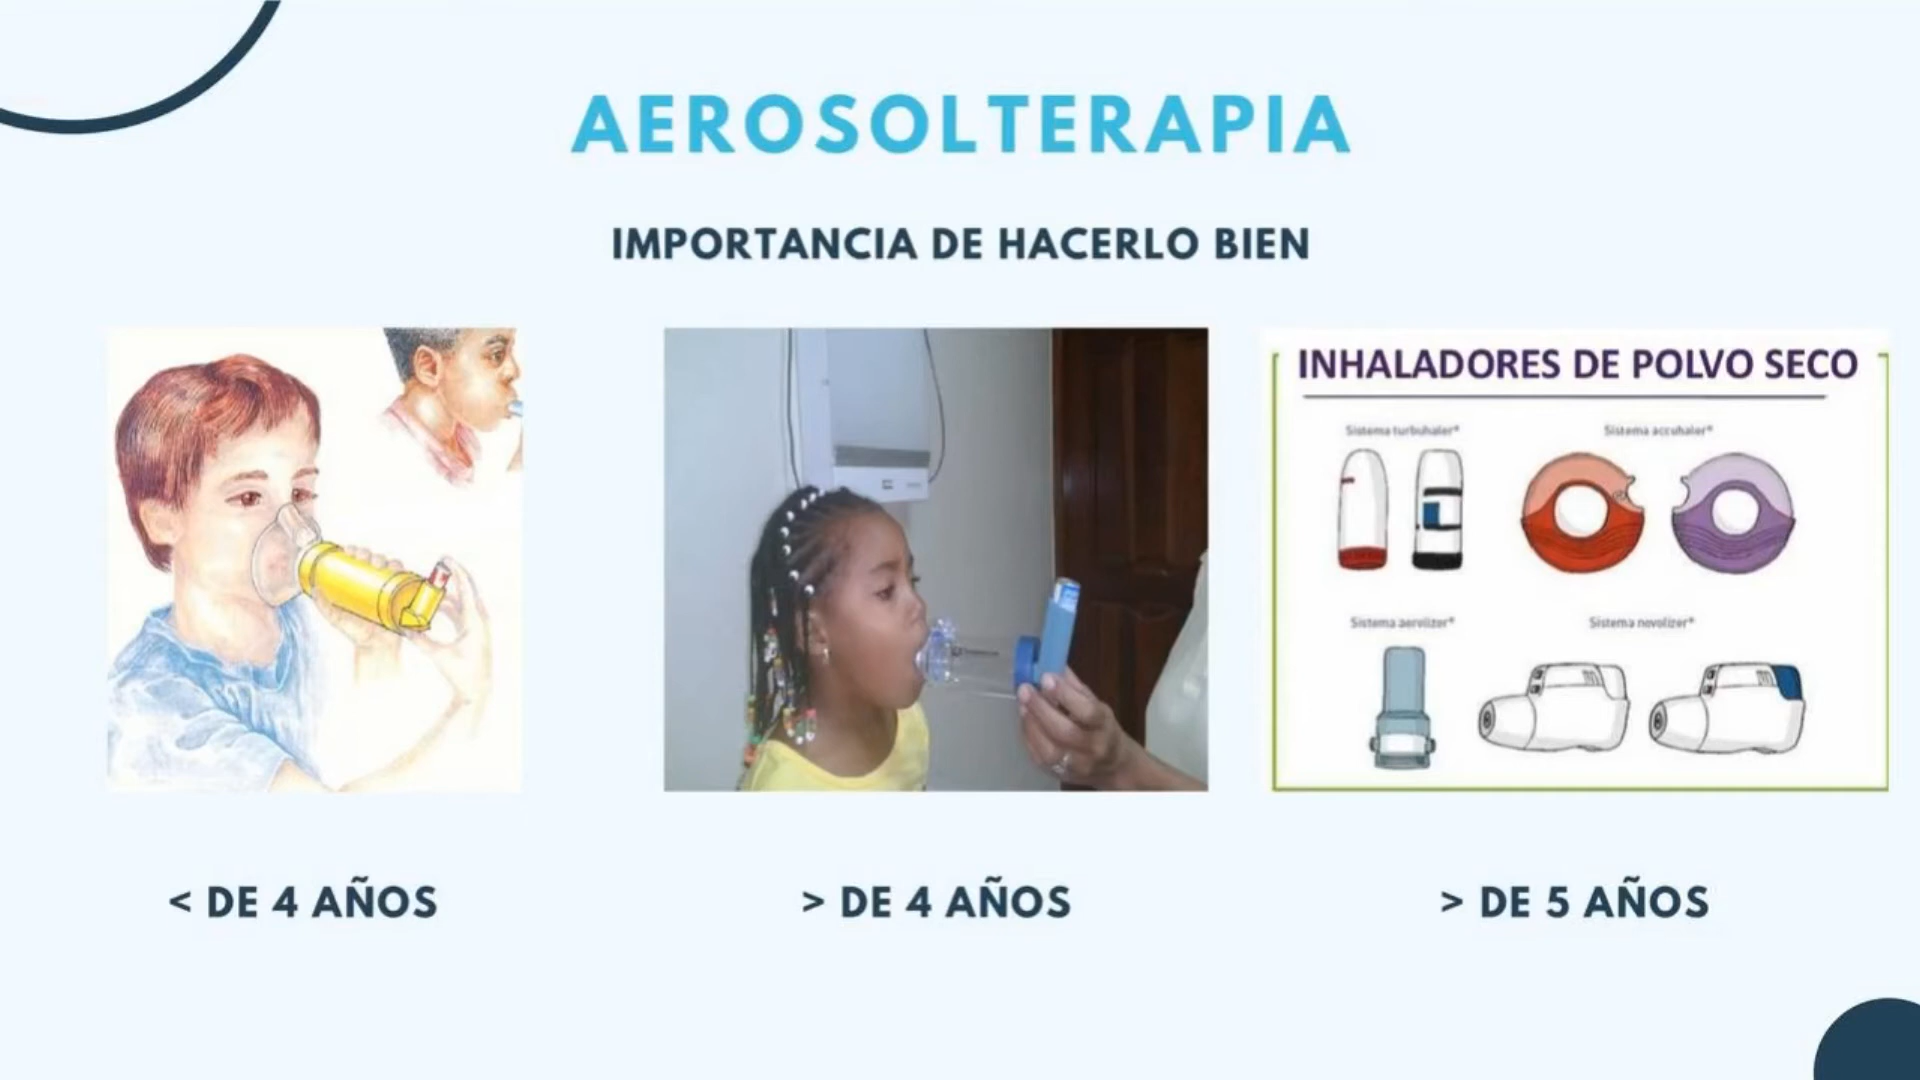 AEROSOLTERAPIA
IMPORTANCIA DE HACERLO BIEN
INHALADORES DE POLVO SECO
Sistema turbuhaler®
Sistema accuhaler®
Sistema aerolizer®
Sistema novolizer®
< DE 4 AÑOS
> DE 4 AÑOS
> DE 5 AÑOS